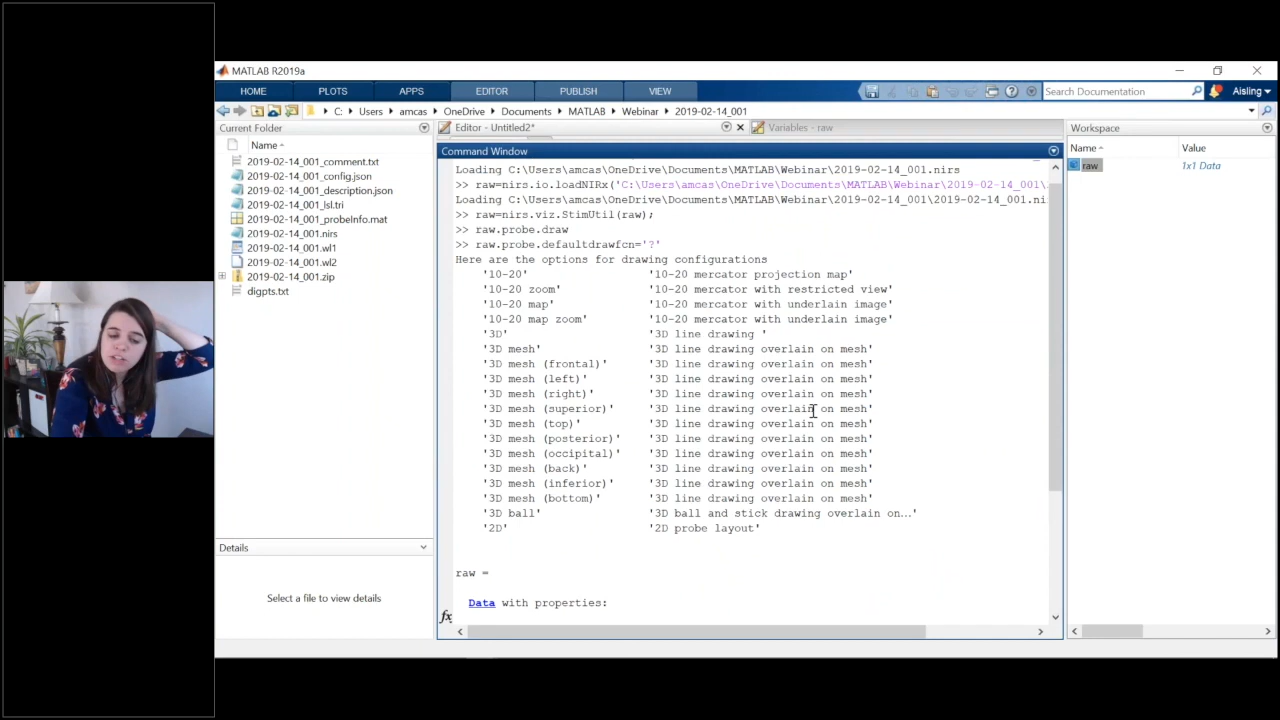 MATLAB R2019a
HOME PLOTS APPS EDITOR PUBLISH VIEW Search Documentation Aisling
C: Users amcas OneDrive Documents MATLAB Webinar 2019-02-14_001
Current Folder
Name
2019-02-14_001_comment.txt
2019-02-14_001_config.json
2019-02-14_001_description.json
2019-02-14_001_lsl.tri
2019-02-14_001_probeInfo.mat
2019-02-14_001.nirs
2019-02-14_001.wl1
2019-02-14_001.wl2
2019-02-14_001.zip
digpts.txt
Details
Select a file to view details
Editor - Untitled2*
Variables - raw
Command Window
Loading C:\Users\amcas\OneDrive\Documents\MATLAB\Webinar\2019-02-14_001.nirs
>> raw=nirs.io.loadNIRx('C:\Users\amcas\OneDrive\Documents\MATLAB\Webinar\2019-02-14_001\
Loading C:\Users\amcas\OneDrive\Documents\MATLAB\Webinar\2019-02-14_001\2019-02-14_001.ni
>> raw=nirs.viz.StimUtil(raw);
>> raw.probe.draw
>> raw.probe.defaultdrawfcn='?'
Here are the options for drawing configurations
'10-20' '10-20 mercator projection map'
'10-20 zoom' '10-20 mercator with restricted view'
'10-20 map' '10-20 mercator with underlain image'
'10-20 map zoom' '10-20 mercator with underlain image'
'3D' '3D line drawing '
'3D mesh' '3D line drawing overlain on mesh'
'3D mesh (frontal)' '3D line drawing overlain on mesh'
'3D mesh (left)' '3D line drawing overlain on mesh'
'3D mesh (right)' '3D line drawing overlain on mesh'
'3D mesh (superior)' '3D line drawing overlain on mesh'
'3D mesh (top)' '3D line drawing overlain on mesh'
'3D mesh (posterior)' '3D line drawing overlain on mesh'
'3D mesh (occipital)' '3D line drawing overlain on mesh'
'3D mesh (back)' '3D line drawing overlain on mesh'
'3D mesh (inferior)' '3D line drawing overlain on mesh'
'3D mesh (bottom)' '3D line drawing overlain on mesh'
'3D ball' '3D ball and stick drawing overlain on…'
'2D' '2D probe layout'
raw =
Data with properties:
fx
Workspace
Name Value
raw 1x1 Data